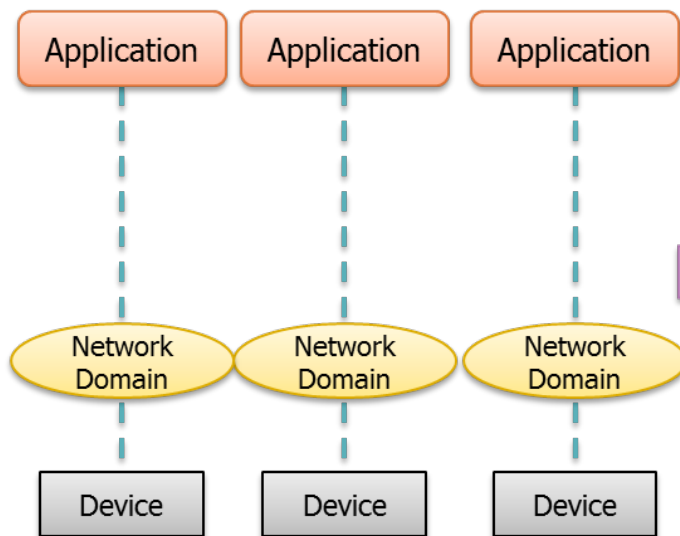 Application
Application
Application
Network
Domain
Network
Domain
Network
Domain
Device
Device
Device